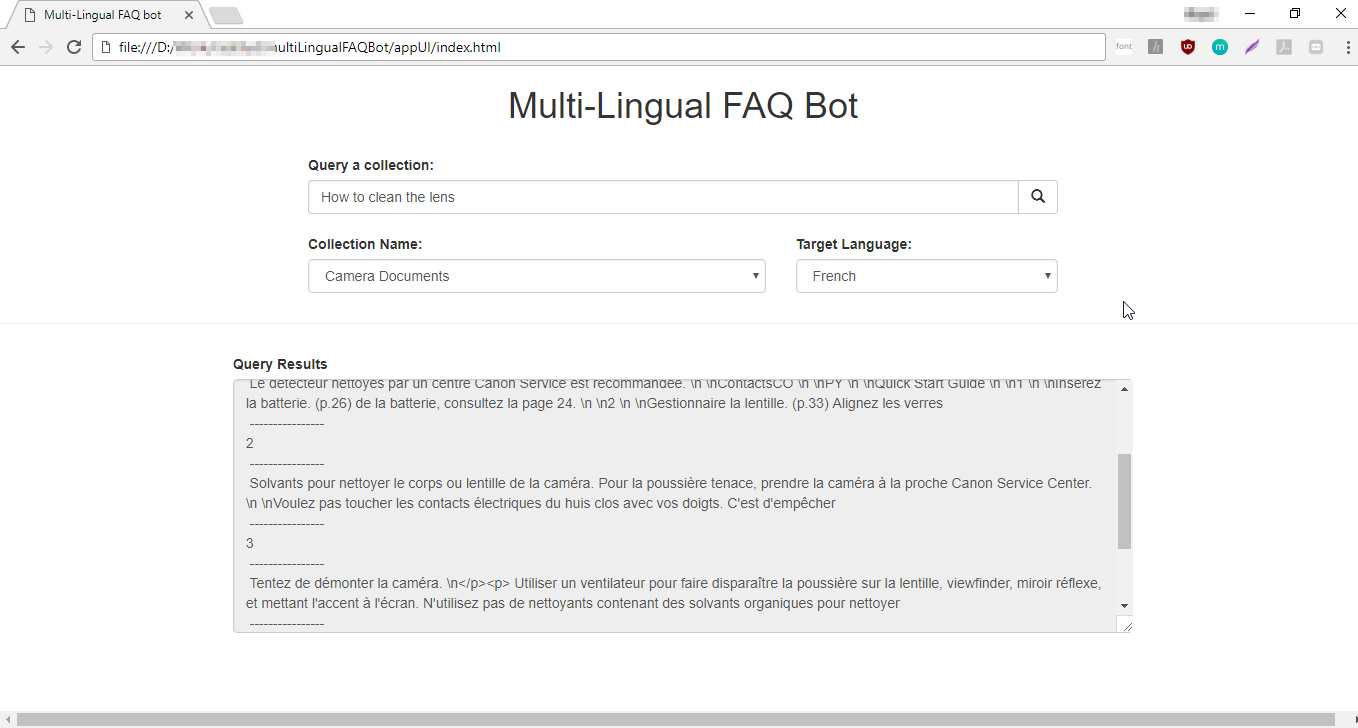 Multi-Lingual FAQ bot
file:///D:/ultiLingualFAQBot/appUI/index.html
font
Multi-Lingual FAQ Bot
Query a collection:
How to clean the lens
Collection Name:
Target Language:
Camera Documents
French
Query Results
Le detecteur nettoyés par un centre Canon Service est recommandée. \n \nContactsCO \n \nPY \n \nQuick Start Guide \n \n1 \n \nInsérez
la batterie. (p.26) de la batterie, consultez la page 24. \n \n2 \n \nGestionnaire la lentille. (p.33) Alignez les verres
----------------
2
----------------
Solvants pour nettoyer le corps ou lentille de la caméra. Pour la poussière tenace, prendre la caméra à la proche Canon Service Center.
\n \nVoulez pas toucher les contacts électriques du huis clos avec vos doigts. C'est d'empêcher
----------------
3
----------------
Tentez de démonter la caméra. \n</p><p> Utiliser un ventilateur pour faire disparaître la poussière sur la lentille, viewfinder, miroir réflexe,
et mettant l'accent à l'écran. N'utilisez pas de nettoyants contenant des solvants organiques pour nettoyer
----------------